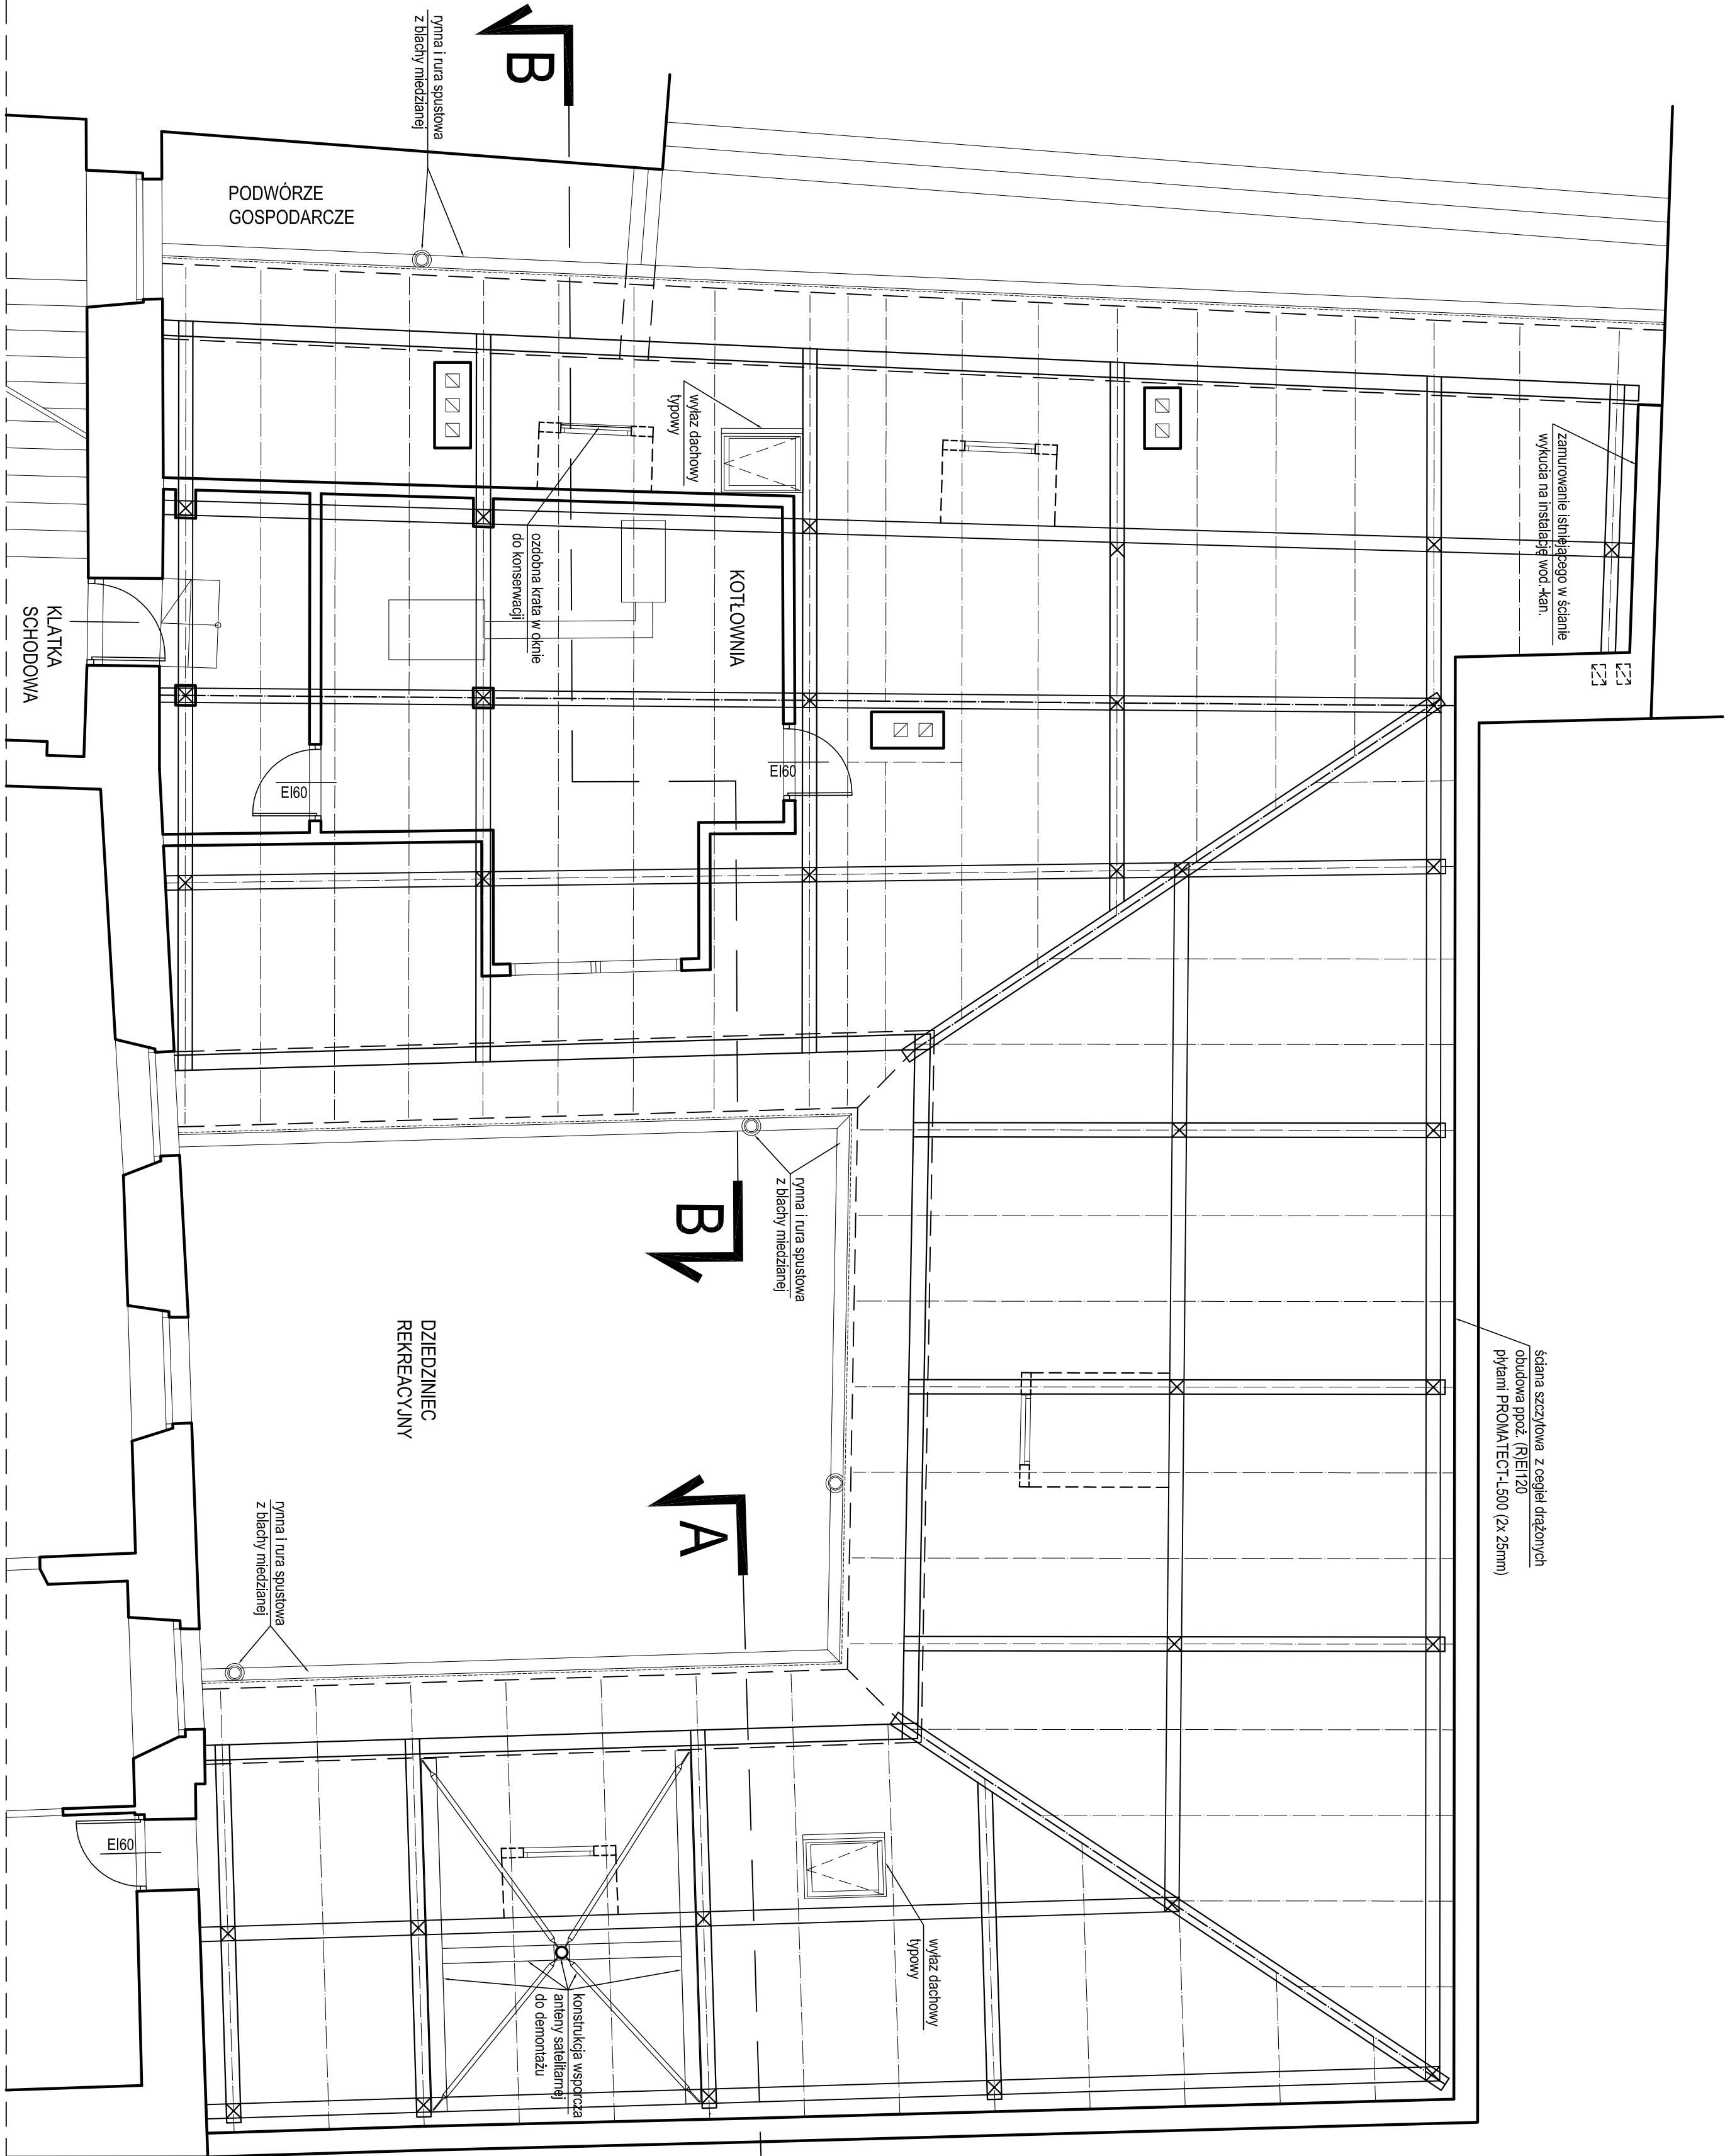 rynna i rura spustowa
z blachy miedzianej
B
PODWÓRZE
GOSPODARCZE
wyłaz dachowy
typowy
zamurowanie istniejącego w ścianie
wykucia na instalację wod.-kan.
ozdobna krata w oknie
do konserwacji
KOTŁOWNIA
KLATKA
SCHODOWA
EI60
EI60
rynna i rura spustowa
z blachy miedzianej
B
DZIEDZINIEC
REKREACYJNY
ściana szczytowa z cegieł drążonych
obudowa ppoż. (R)EI120
płytami PROMATECT-L500 (2x 25mm)
A
rynna i rura spustowa
z blachy miedzianej
EI60
wyłaz dachowy
typowy
konstrukcja wsporcza
anteny satelitarnej
do demontażu